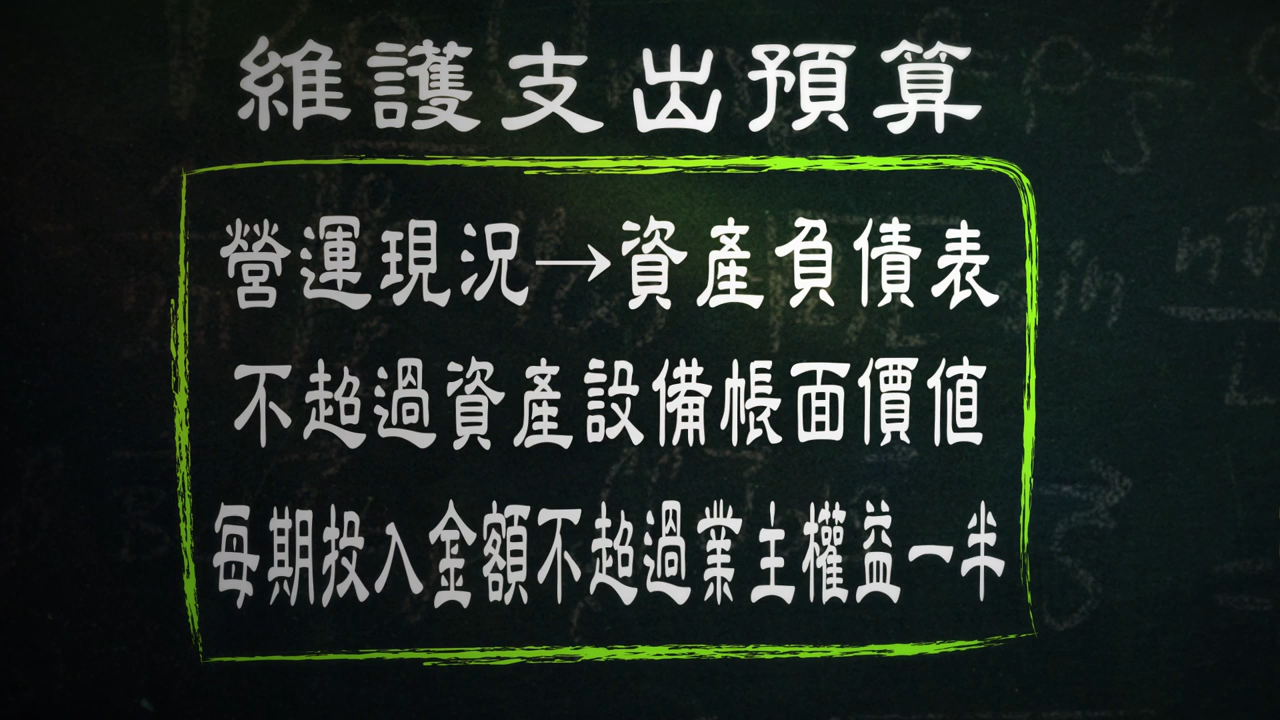 維護支出預算
營運現況→資產負債表
不超過資產設備帳面價值
每期投入金額不超過業主權益一半